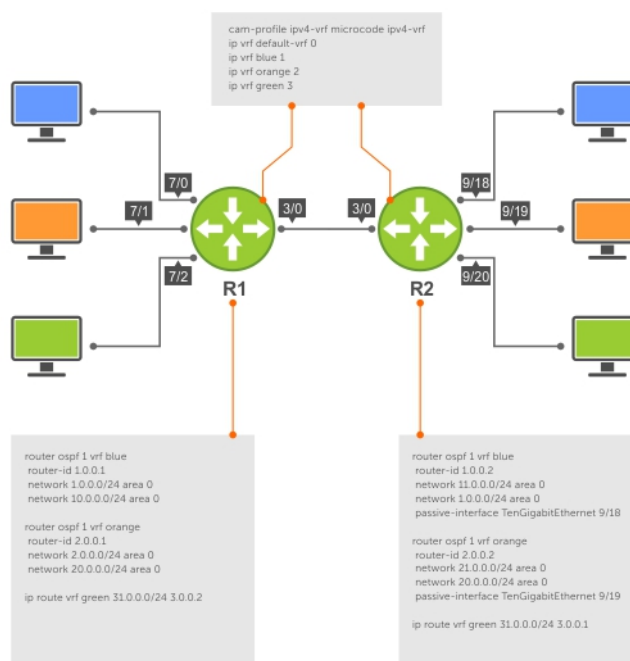 cam-profile ipv4-vrf microcode ipv4-vrf
ip vrf default-vrf 0
ip vrf blue 1
ip vrf orange 2
ip vrf green 3
7/0
9/18
7/1
3/0
3/0
9/19
7/2
9/20
R1
R2
router ospf 1 vrf blue
router-id 1.0.0.1
network 1.0.0.0/24 area 0
network 10.0.0.0/24 area 0
router ospf 1 vrf orange
router-id 2.0.0.1
network 2.0.0.0/24 area 0
network 20.0.0.0/24 area 0
ip route vrf green 31.0.0.0/24 3.0.0.2
router ospf 1 vrf blue
router-id 1.0.0.2
network 11.0.0.0/24 area 0
network 1.0.0.0/24 area 0
passive-interface TenGigabitEthernet 9/18
router ospf 1 vrf orange
router-id 2.0.0.2
network 21.0.0.0/24 area 0
network 20.0.0.0/24 area 0
passive-interface TenGigabitEthernet 9/19
ip route vrf green 31.0.0.0/24 3.0.0.1